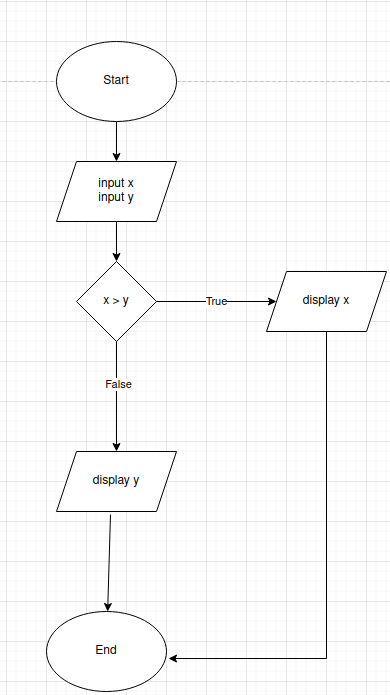 Start
input x
input y
x > y
True
display x
False
display y
End